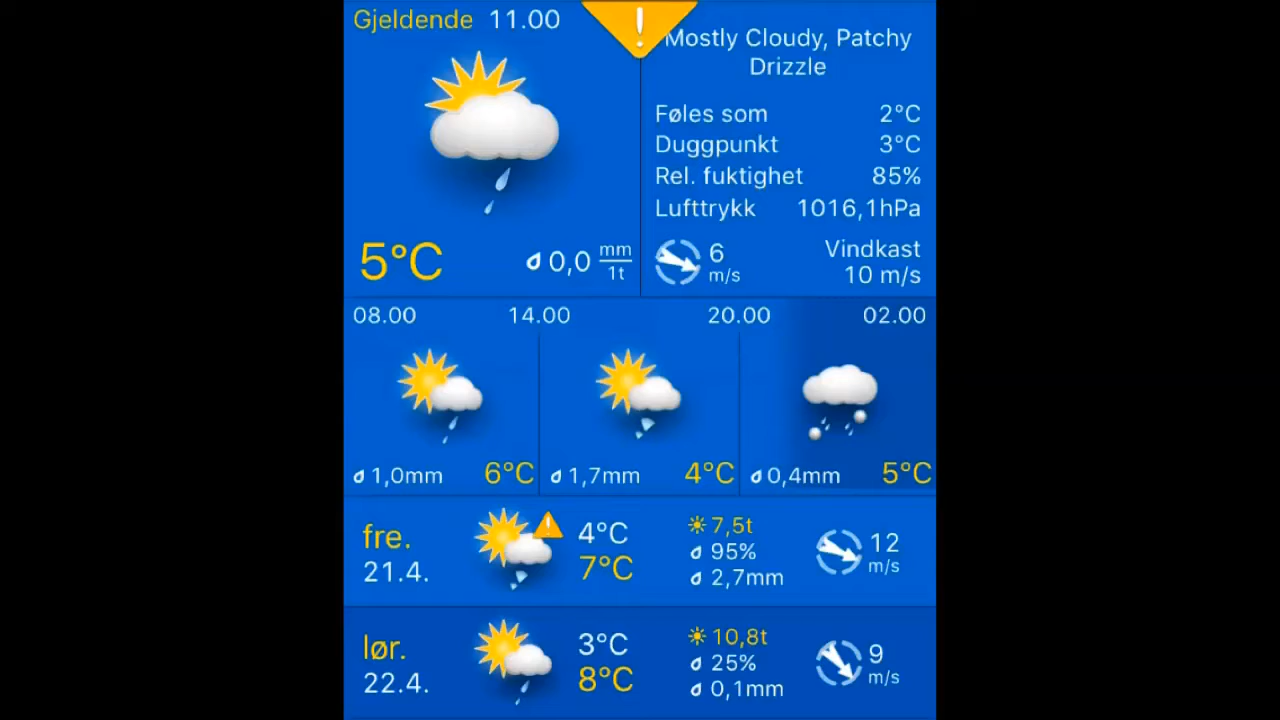 Gjeldende 11.00
Mostly Cloudy, Patchy
Drizzle
Føles som 2°C
Duggpunkt 3°C
Rel. fuktighet 85%
Lufttrykk 1016,1hPa
5°C 0,0 mm/1t
6 m/s
Vindkast
10 m/s
08.00 14.00 20.00 02.00
1,0mm 6°C 1,7mm 4°C 0,4mm 5°C
fre.
21.4.
4°C
7°C
7,5t
95%
2,7mm
12
m/s
lør.
22.4.
3°C
8°C
10,8t
25%
0,1mm
9
m/s